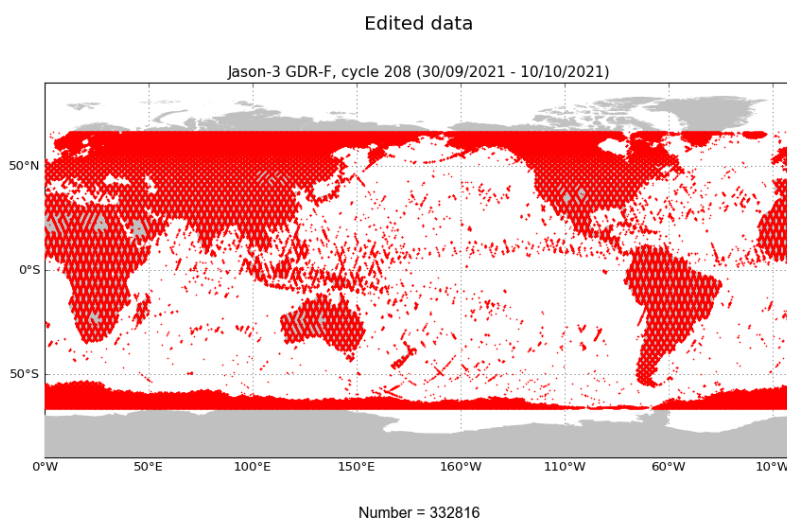 Edited data
Jason-3 GDR-F, cycle 208 (30/09/2021 - 10/10/2021)
50°N
0°S
50°S
0°W 50°E 100°E 150°E 160°W 110°W 60°W 10°W
Number = 332816